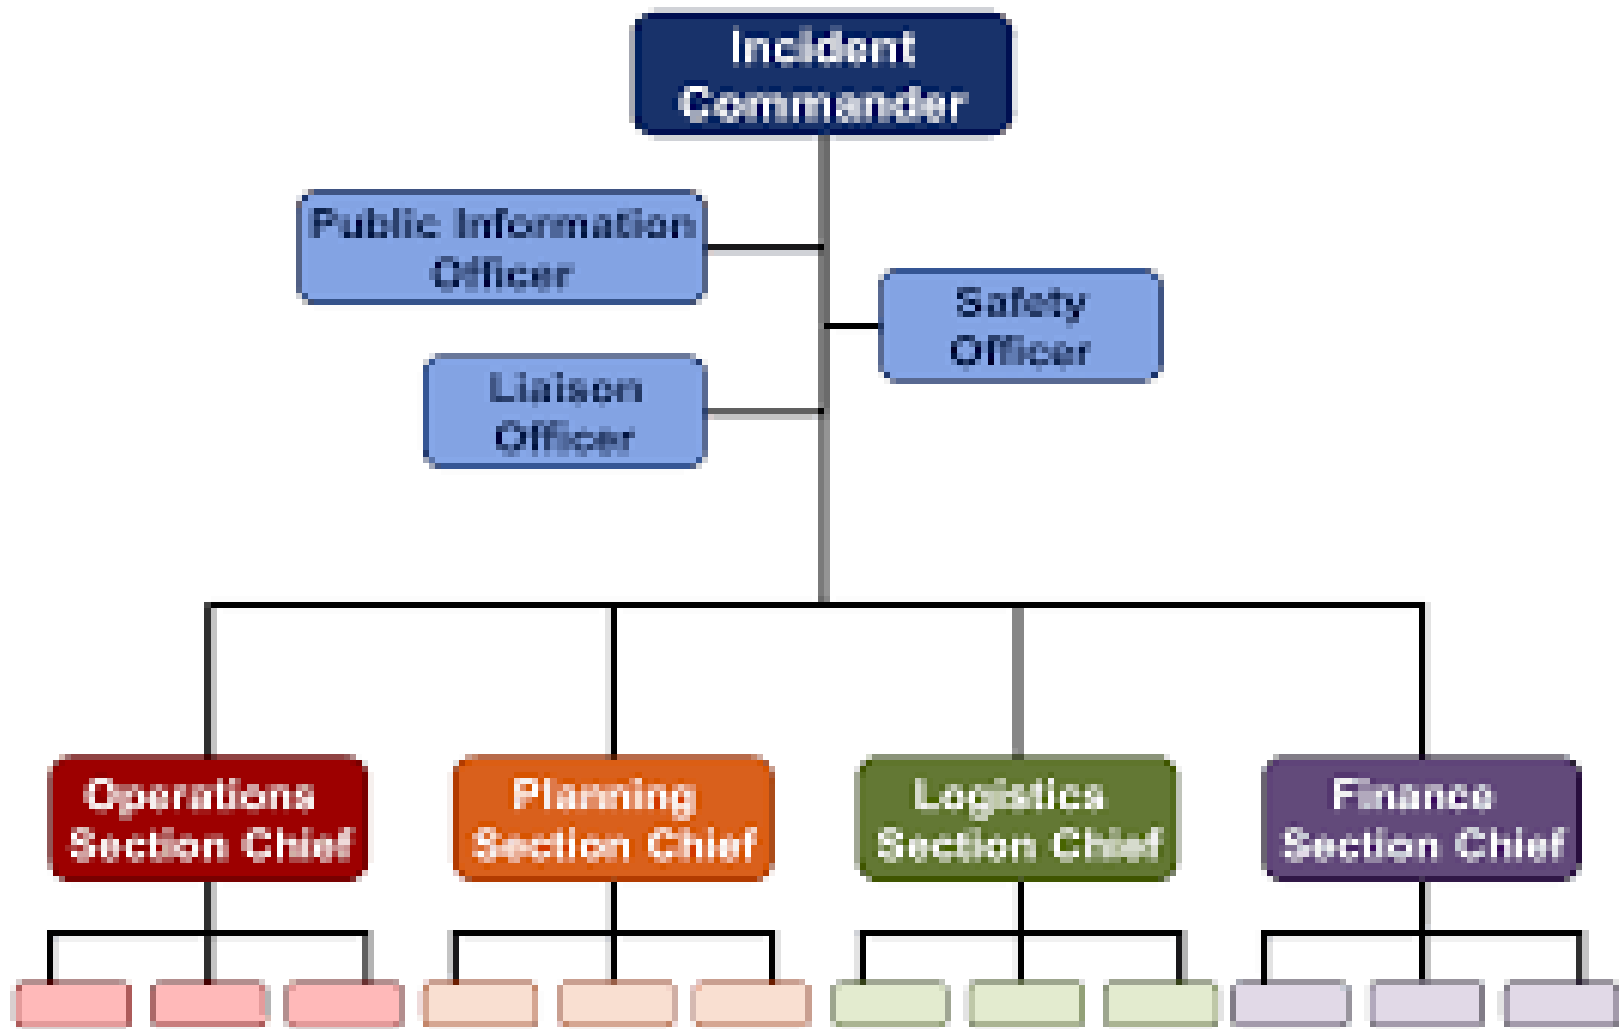 Incident
Commander
Public Information
Officer
Safety
Officer
Liaison
Officer
Operations
Section Chief
Planning
Section Chief
Logistics
Section Chief
Finance
Section Chief